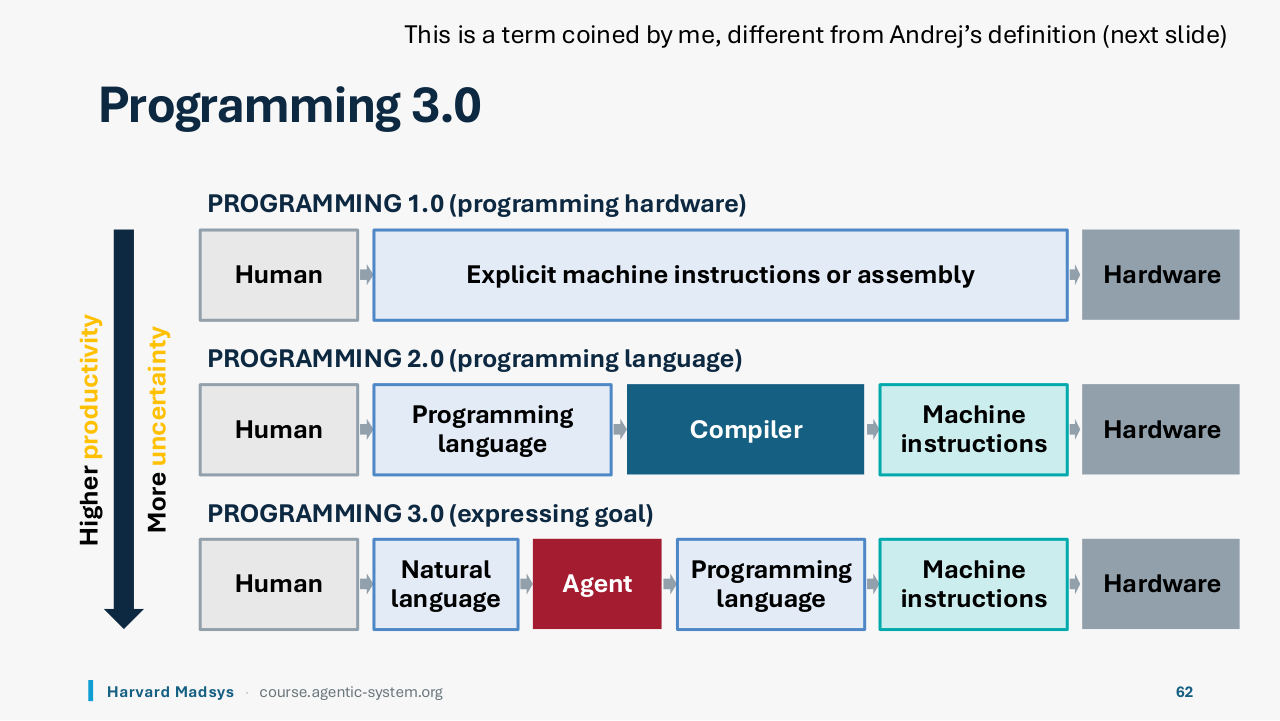 This is a term coined by me, different from Andrej’s definition (next slide)
Programming 3.0
Higher productivity
More uncertainty
PROGRAMMING 1.0 (programming hardware)
Human
Explicit machine instructions or assembly
Hardware
PROGRAMMING 2.0 (programming language)
Human
Programming
language
Compiler
Machine
instructions
Hardware
PROGRAMMING 3.0 (expressing goal)
Human
Natural
language
Agent
Programming
language
Machine
instructions
Hardware
Harvard Madsys · course.agentic-system.org
62